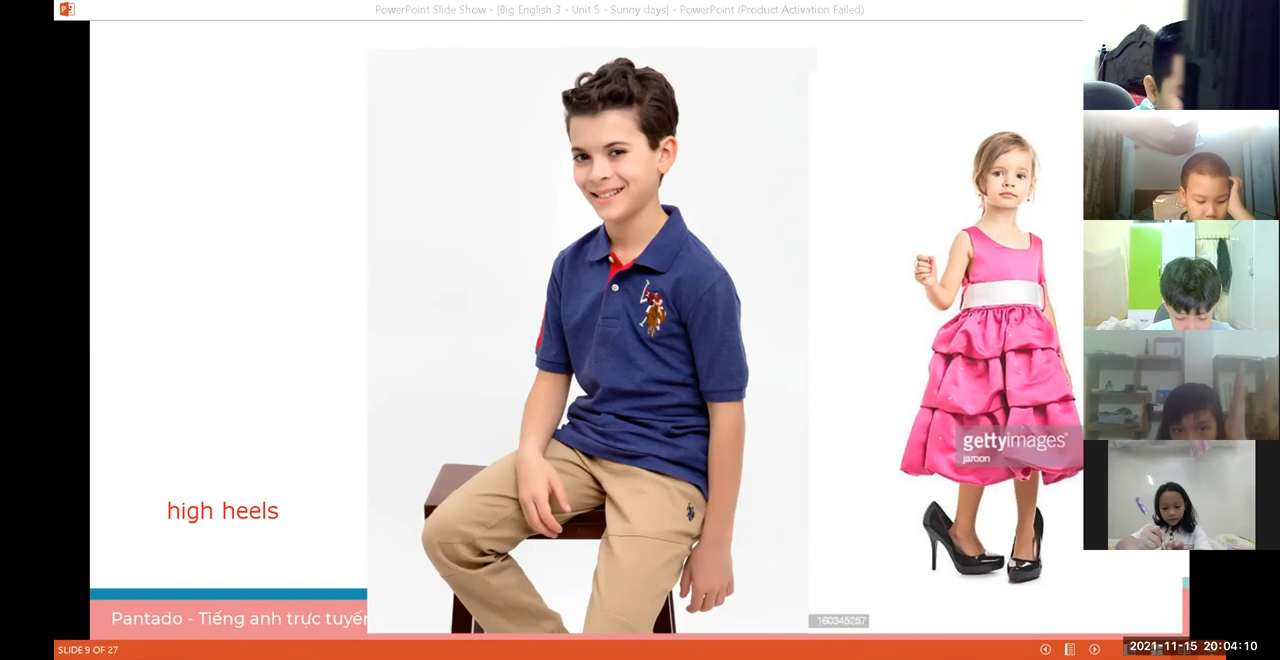 PowerPoint Slide Show - [Big English 3 - Unit 5 - Sunny days] - PowerPoint (Product Activation Failed)
gettyimages®
jaroon
high heels
Pantado - Tiếng anh trực tuyến
160345257
SLIDE 9 OF 27
2021-11-15 20:04:10